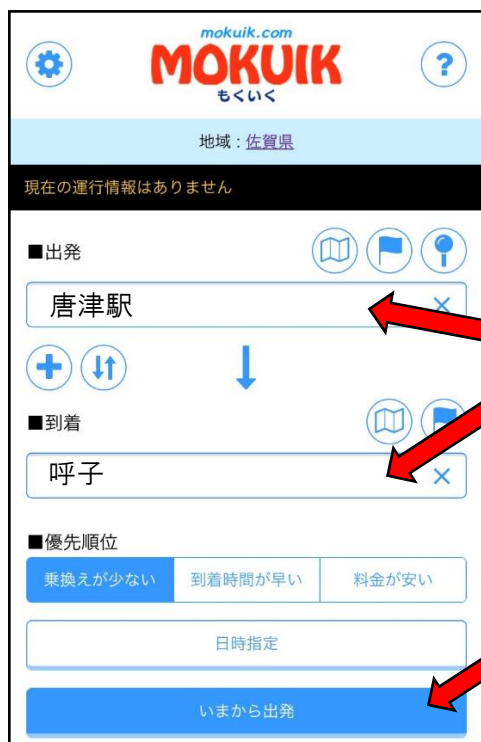 mokuik.com
MOKUIK
?
もくいく
地域：佐賀県
現在の運行情報はありません
■出発
唐津駅
■到着
呼子
■優先順位
乗換えが少ない 到着時間が早い 料金が安い
日時指定
いまから出発